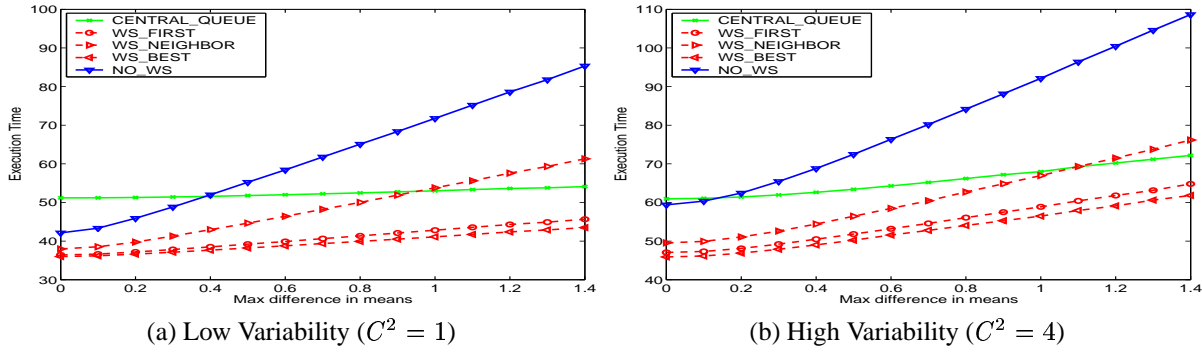 100
90
80
70
60
50
40
30
Execution Time
CENTRAL_QUEUE
WS_FIRST
WS_NEIGHBOR
WS_BEST
NO_WS
0 0.2 0.4 0.6 0.8 1 1.2 1.4
Max difference in means
(a) Low Variability (C² = 1)
110
100
90
80
70
60
50
40
Execution Time
CENTRAL_QUEUE
WS_FIRST
WS_NEIGHBOR
WS_BEST
NO_WS
0 0.2 0.4 0.6 0.8 1 1.2 1.4
Max difference in means
(b) High Variability (C² = 4)